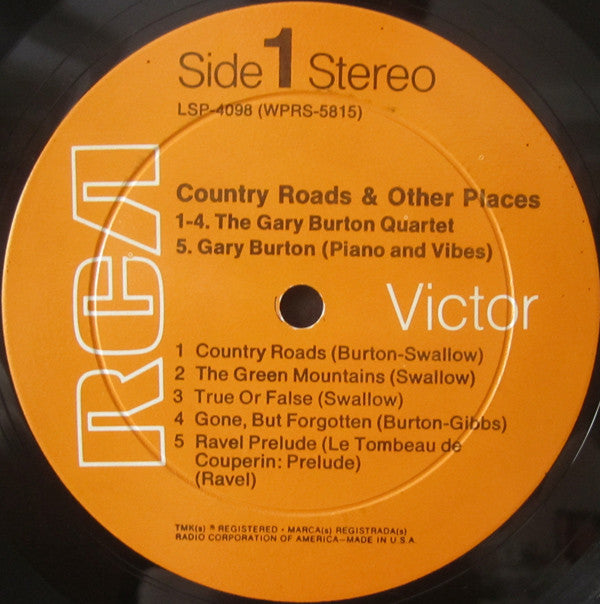 Side 1 Stereo
LSP-4098 (WPRS-5815)
RCA
Country Roads & Other Places
1-4. The Gary Burton Quartet
5. Gary Burton (Piano and Vibes)
Victor
1 Country Roads (Burton-Swallow)
2 The Green Mountains (Swallow)
3 True Or False (Swallow)
4 Gone, But Forgotten (Burton-Gibbs)
5 Ravel Prelude (Le Tombeau de
Couperin: Prelude)
(Ravel)
TMK(s) ® REGISTERED • MARCA(s) REGISTRADA(s)
RADIO CORPORATION OF AMERICA—MADE IN U.S.A.